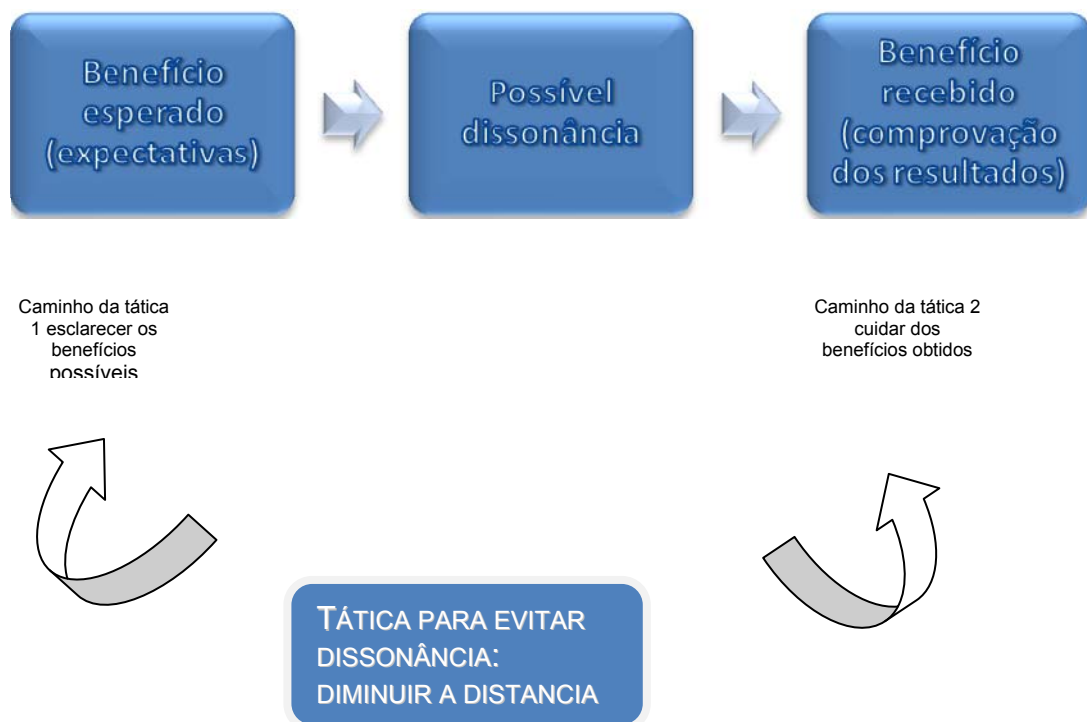 Benefício
esperado
(expectativas)
Possível
dissonância
Benefício
recebido
(comprovação
dos resultados)
Caminho da tática
1 esclarecer os
benefícios
possíveis
Caminho da tática 2
cuidar dos
benefícios obtidos
TÁTICA PARA EVITAR
DISSONÂNCIA:
DIMINUIR A DISTANCIA